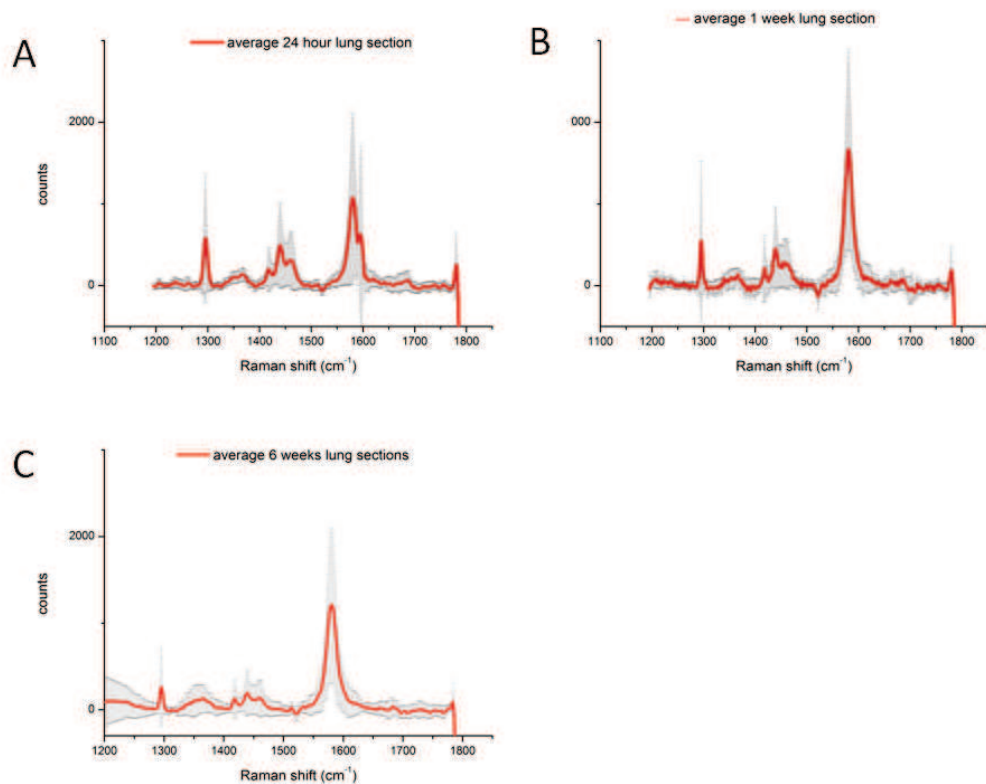 A
average 24 hour lung section
2000
counts
0
1100 1200 1300 1400 1500 1600 1700 1800
Raman shift (cm-1)
B
average 1 week lung section
000
0
1100 1200 1300 1400 1500 1600 1700 1800
Raman shift (cm-1)
C
average 6 weeks lung sections
2000
counts
0
1200 1300 1400 1500 1600 1700 1800
Raman shift (cm-1)